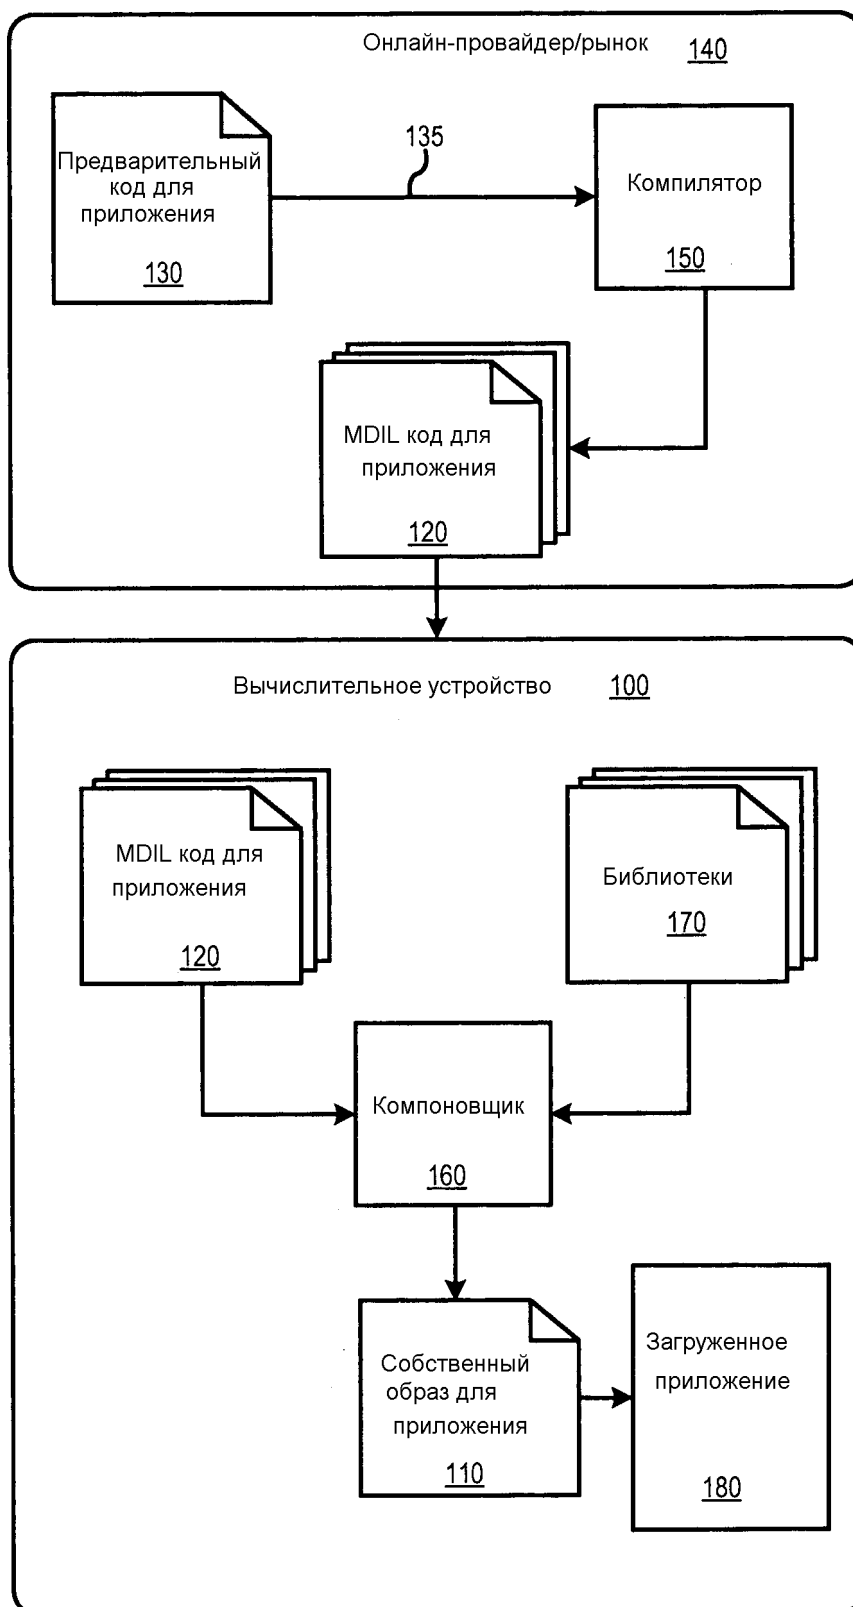 Онлайн-провайдер/рынок 140
135
Предварительный
код для
приложения
130
Компилятор
150
MDIL код для
приложения
120
Вычислительное устройство 100
MDIL код для
приложения
120
Библиотеки
170
Компоновщик
160
Собственный
образ для
приложения
110
Загруженное
приложение
180